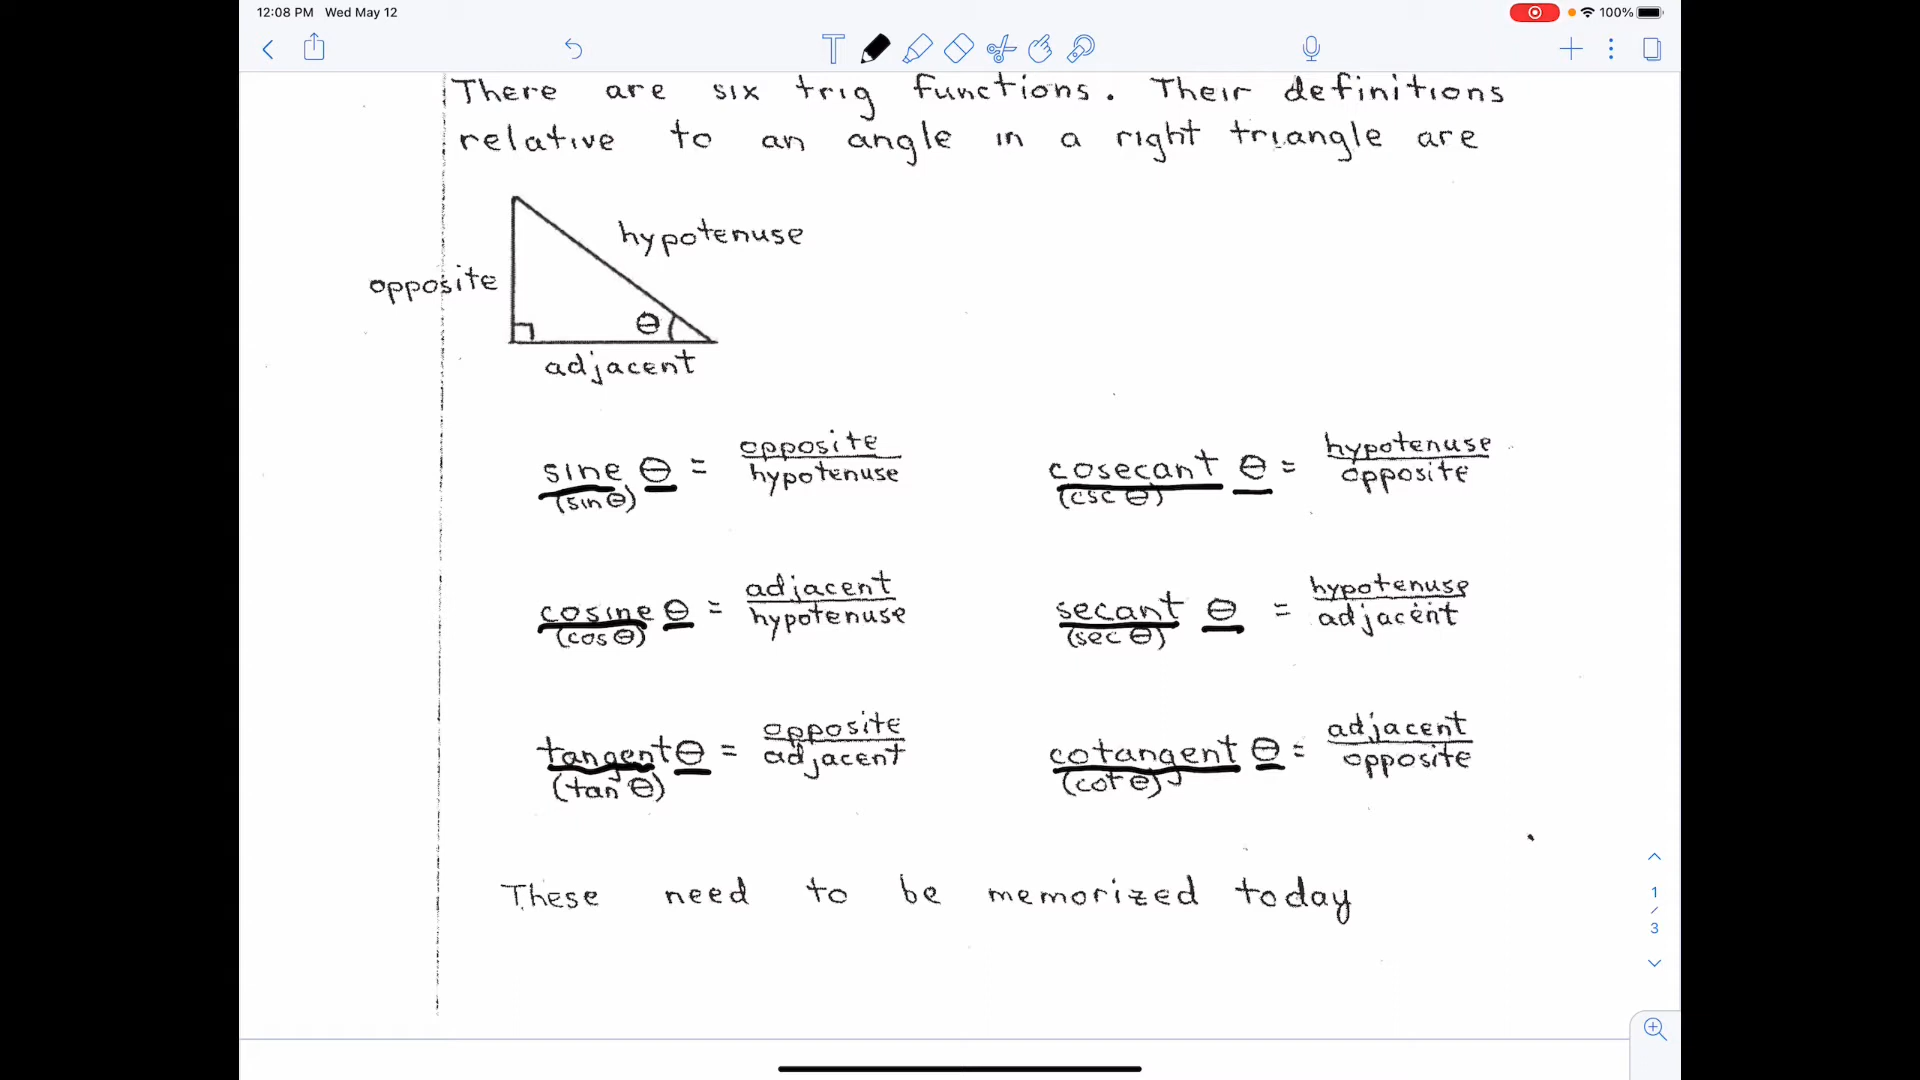 12:08 PM Wed May 12
100%
There are six trig functions. Their definitions
relative to an angle in a right triangle are
hypotenuse
opposite
θ
adjacent
sine θ = opposite/hypotenuse
(sin θ)
cosecant θ = hypotenuse/opposite
(csc θ)
cosine θ = adjacent/hypotenuse
(cos θ)
secant θ = hypotenuse/adjacent
(sec θ)
tangent θ = opposite/adjacent
(tan θ)
cotangent θ = adjacent/opposite
(cot θ)
These need to be memorized today
1
/
3